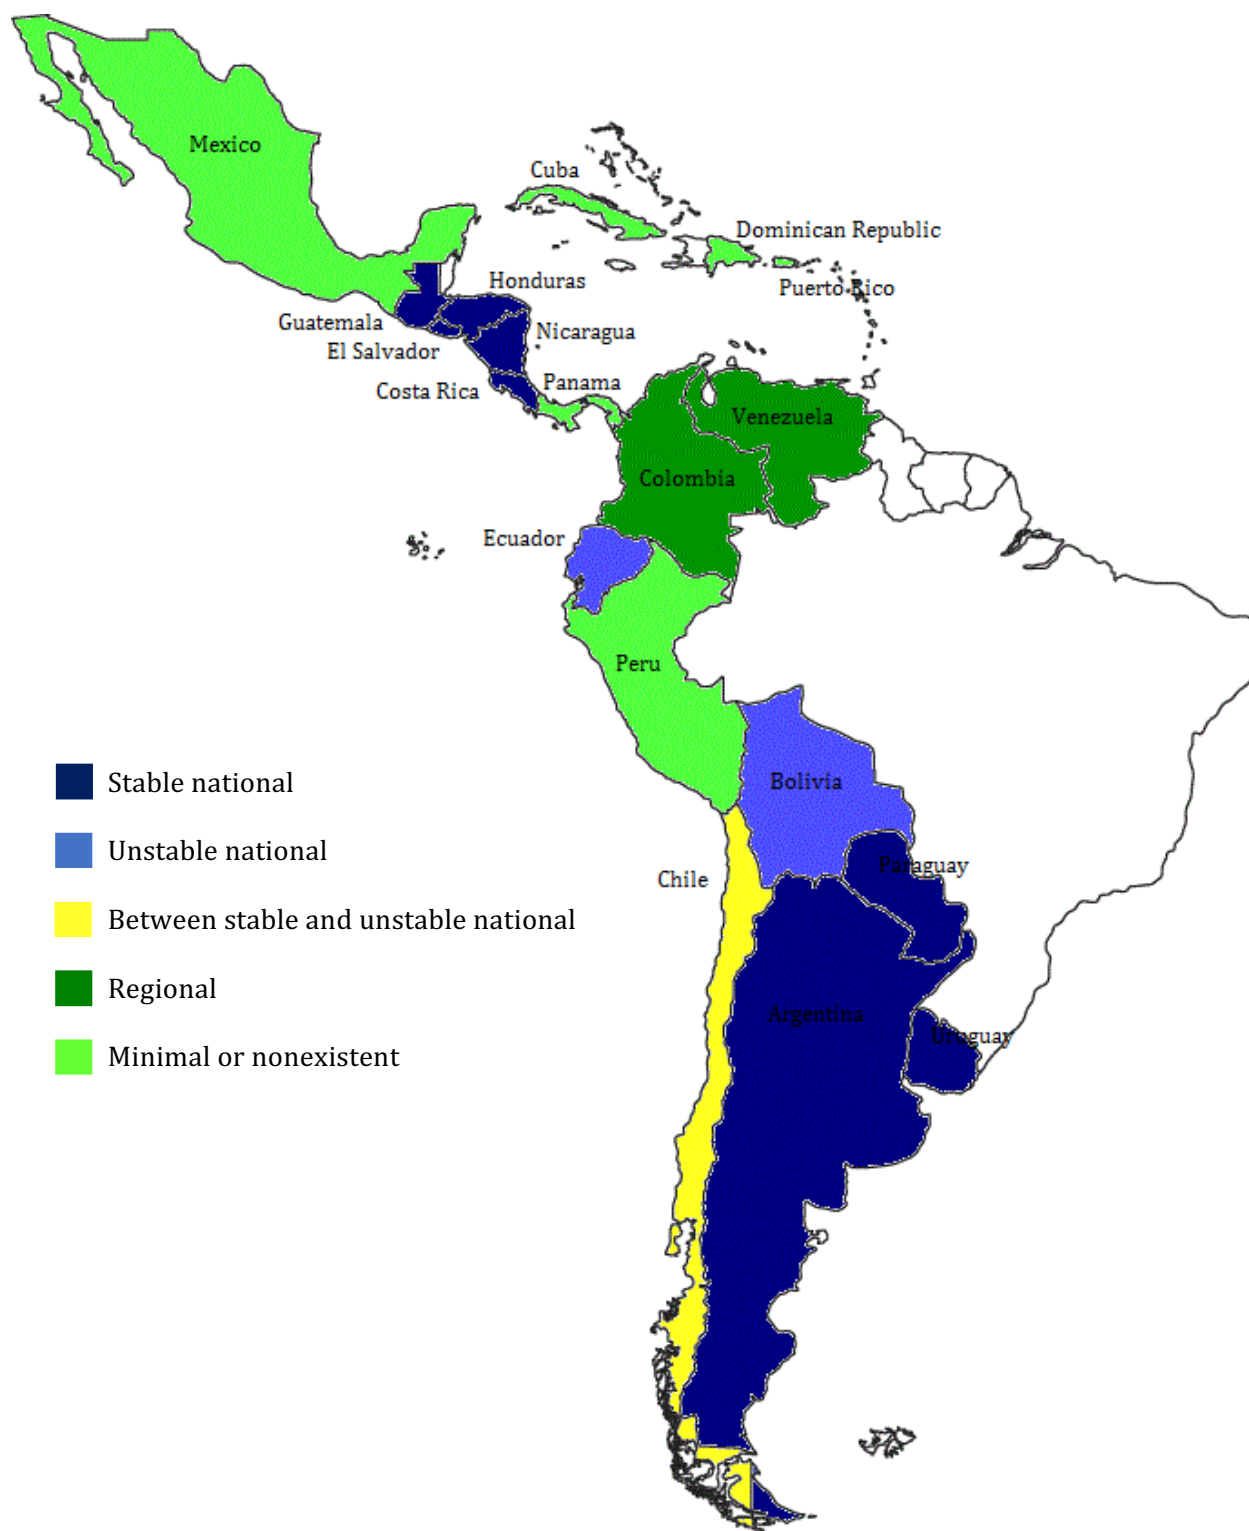 Mexico
Cuba
Dominican Republic
Puerto Rico
Honduras
Guatemala
Nicaragua
El Salvador
Costa Rica
Panama
Venezuela
Colombia
Ecuador
Peru
Stable national
Bolivia
Unstable national
Paraguay
Chile
Between stable and unstable national
Regional
Argentina
Uruguay
Minimal or nonexistent